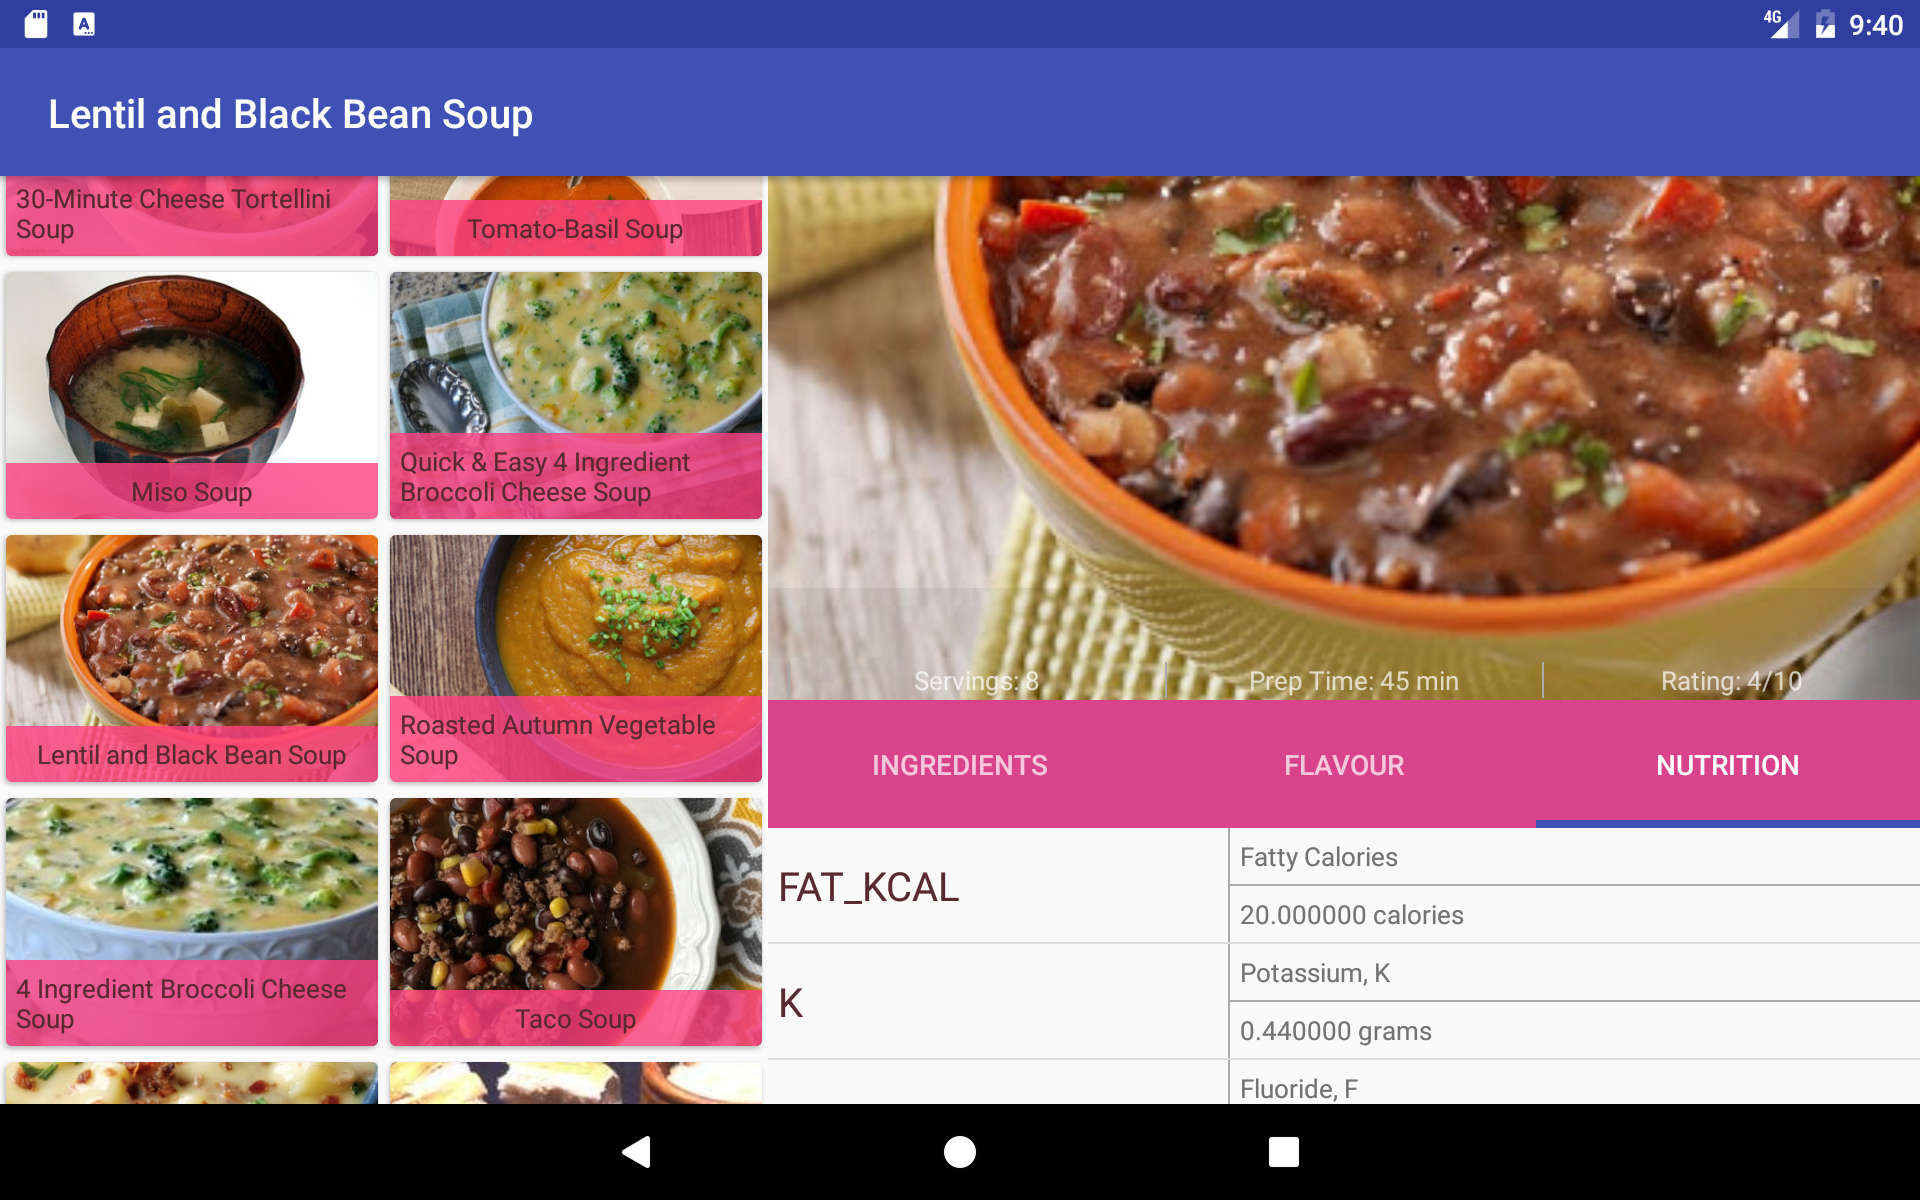 4G 9:40
Lentil and Black Bean Soup
30-Minute Cheese Tortellini
Soup
Tomato-Basil Soup
Miso Soup
Quick & Easy 4 Ingredient
Broccoli Cheese Soup
Lentil and Black Bean Soup
Roasted Autumn Vegetable
Soup
4 Ingredient Broccoli Cheese
Soup
Taco Soup
Servings: 8
Prep Time: 45 min
Rating: 4/10
INGREDIENTS
FLAVOUR
NUTRITION
FAT_KCAL
Fatty Calories
20.000000 calories
K
Potassium, K
0.440000 grams
Fluoride, F